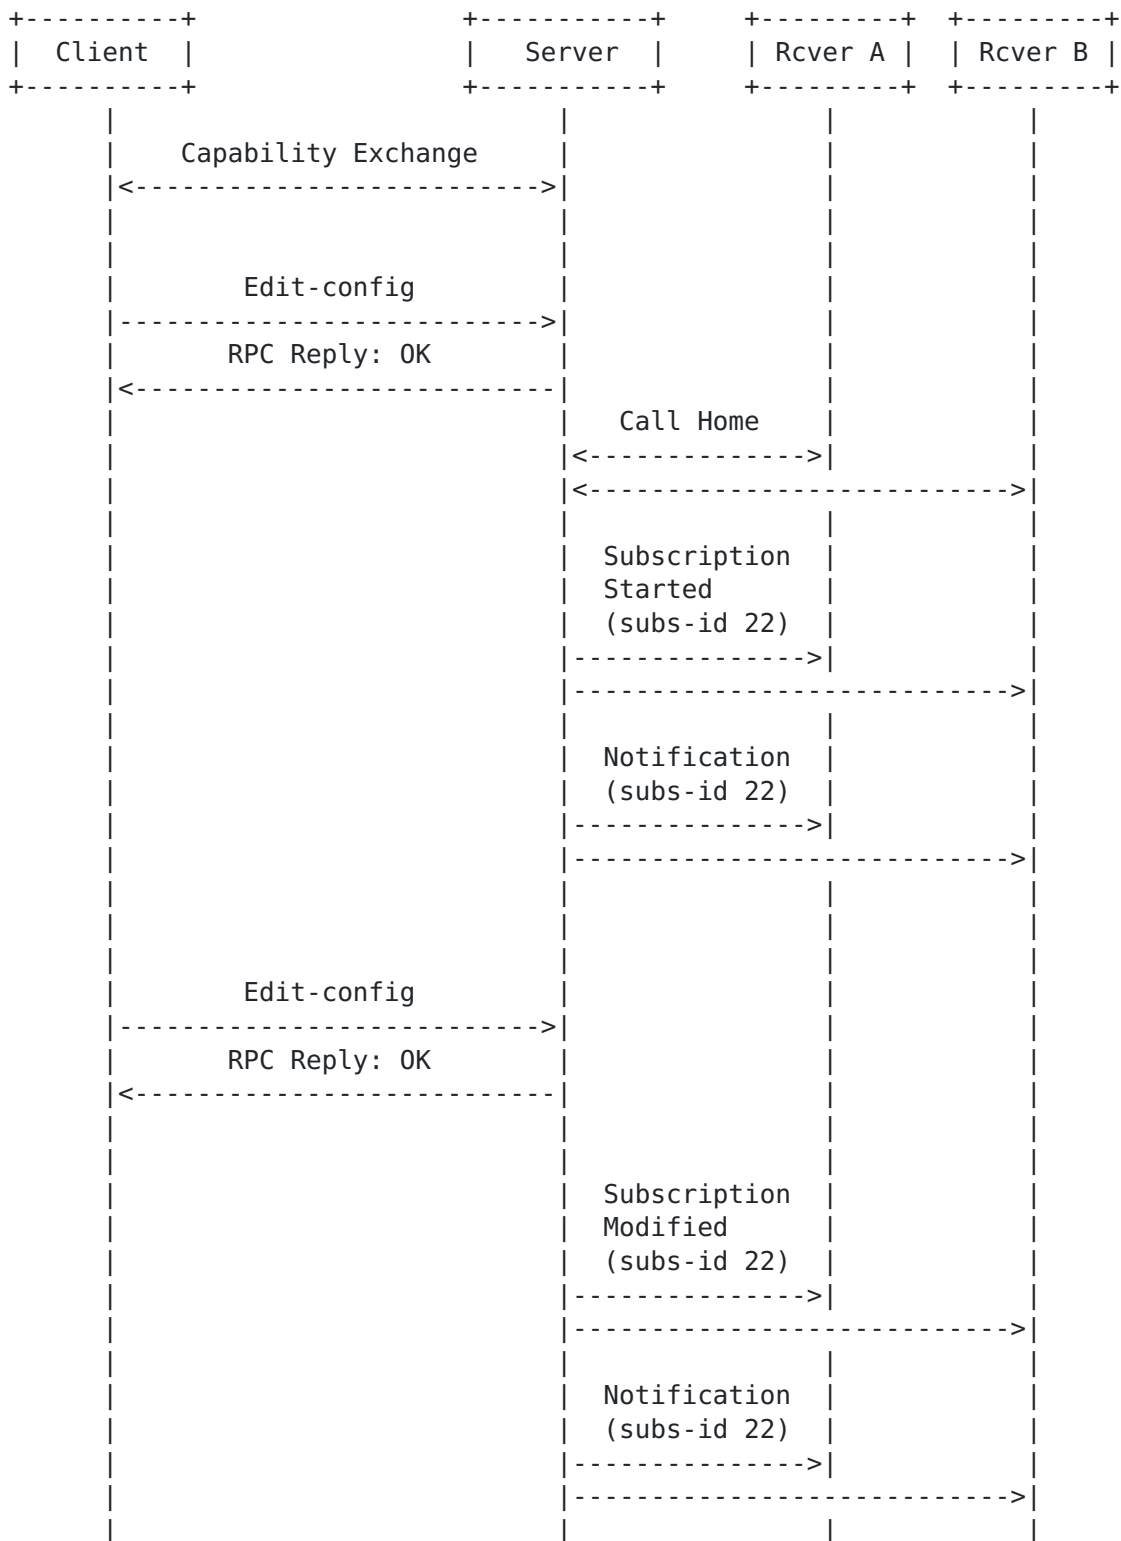 Client Server Rcver A Rcver B
Capability Exchange
Edit-config
RPC Reply: OK
Call Home
Subscription
Started
(subs-id 22)
Notification
(subs-id 22)
Edit-config
RPC Reply: OK
Subscription
Modified
(subs-id 22)
Notification
(subs-id 22)